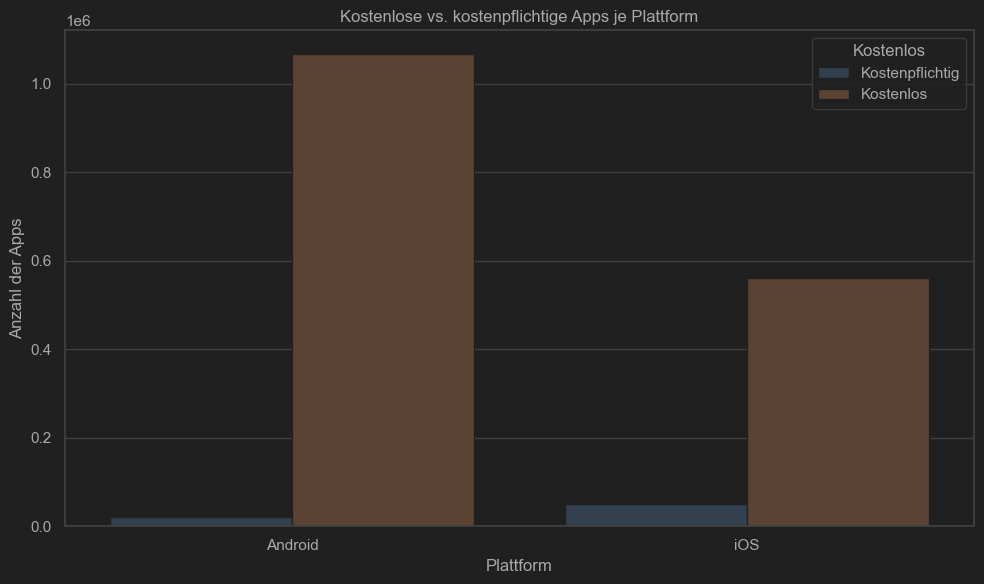 Kostenlose vs. kostenpflichtige Apps je Plattform
1e6
Kostenlos
Kostenpflichtig
Kostenlos
1.0
0.8
0.6
0.4
0.2
0.0
Anzahl der Apps
Android
iOS
Plattform